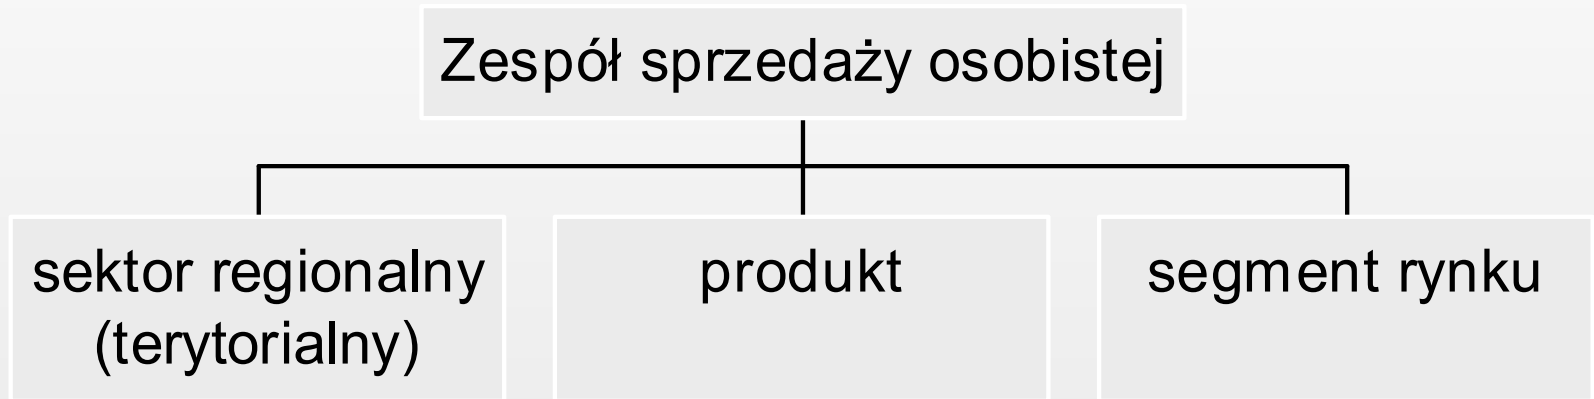 Zespół sprzedaży osobistej
sektor regionalny
(terytorialny)
produkt
segment rynku